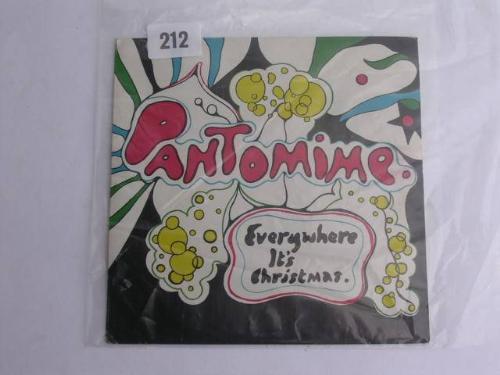 212
PANTOMIME.
Everywhere
It's
Christmas.